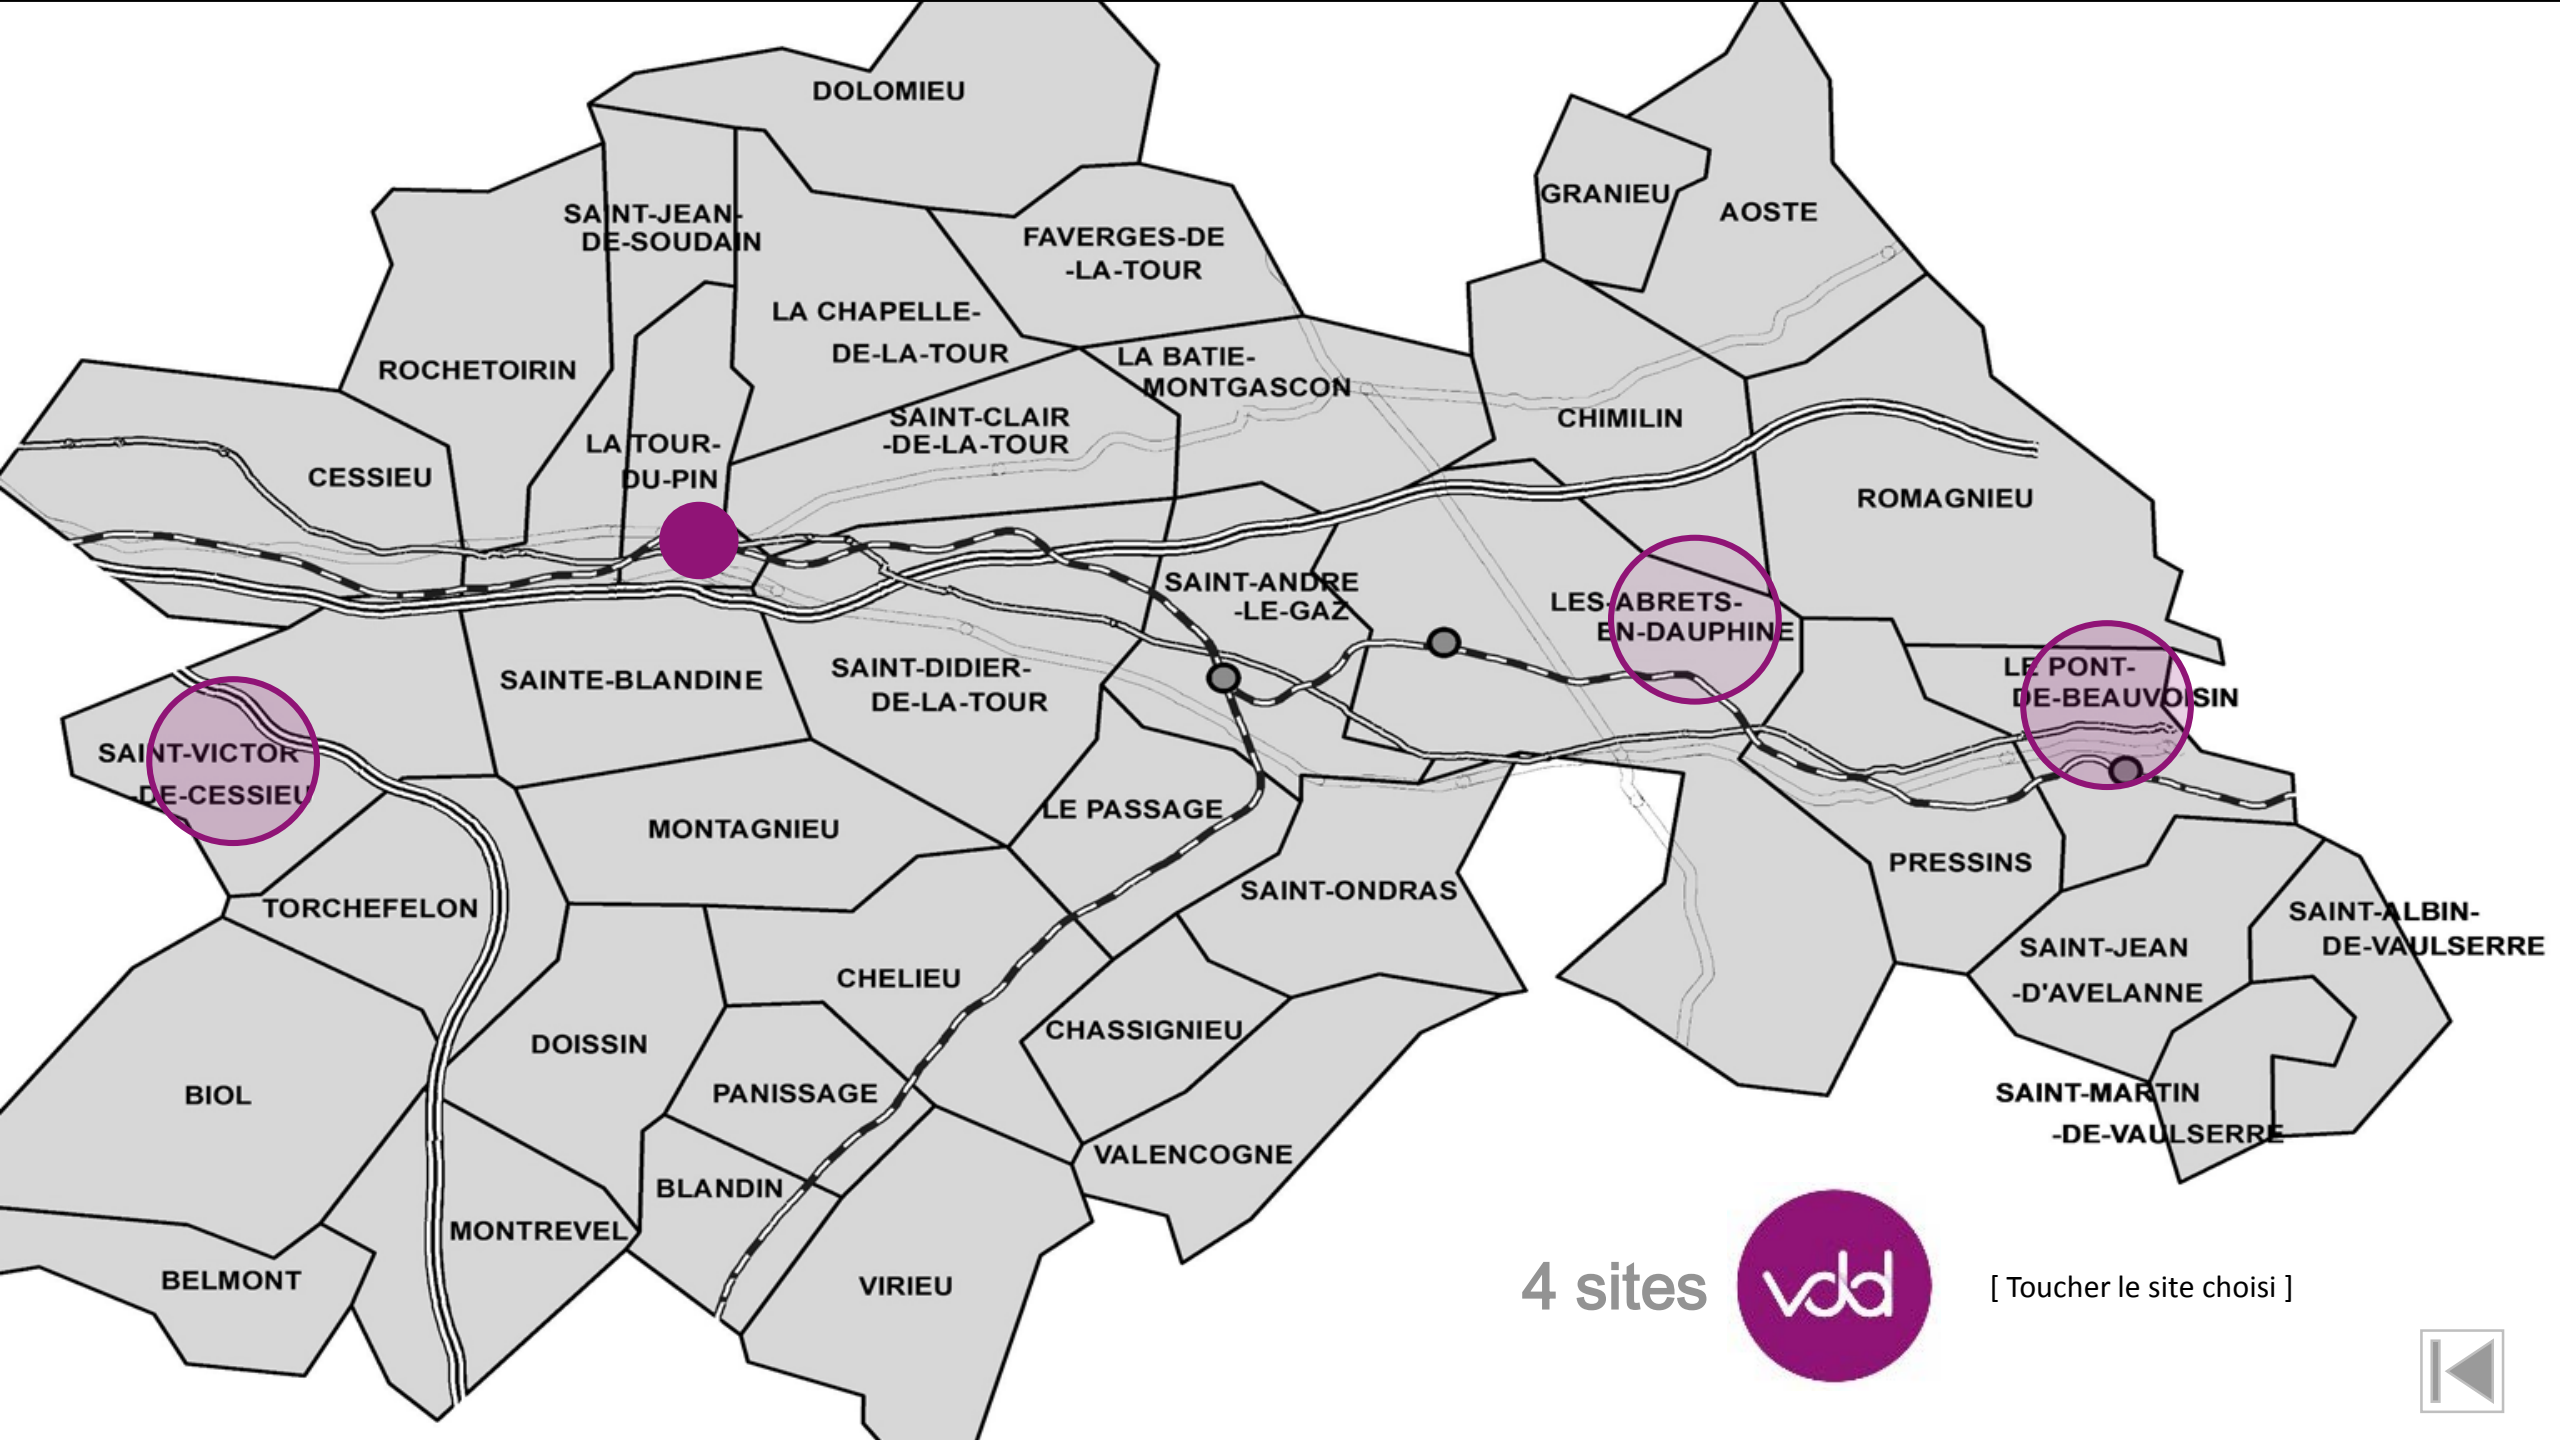 DOLOMIEU
GRANIEU
AOSTE
SAINT-JEAN-
DE-SOUDAIN
FAVERGES-DE
-LA-TOUR
LA CHAPELLE-
DE-LA-TOUR
ROCHETOIRIN
LA BATIE-
MONTGASCON
SAINT-CLAIR
-DE-LA-TOUR
CHIMILIN
LA TOUR-
DU-PIN
CESSIEU
ROMAGNIEU
SAINT-ANDRE
-LE-GAZ
LES-ABRETS-
EN-DAUPHINE
SAINTE-BLANDINE
SAINT-DIDIER-
DE-LA-TOUR
LE PONT-
DE-BEAUVOISIN
SAINT-VICTOR
-DE-CESSIEU
MONTAGNIEU
LE PASSAGE
PRESSINS
SAINT-ONDRAS
TORCHEFELON
SAINT-ALBIN-
DE-VAULSERRE
SAINT-JEAN
-D'AVELANNE
CHELIEU
CHASSIGNIEU
DOISSIN
BIOL
PANISSAGE
SAINT-MARTIN
-DE-VAULSERRE
VALENCOGNE
BLANDIN
MONTREVEL
BELMONT
VIRIEU
4 sites
vdd
[ Toucher le site choisi ]